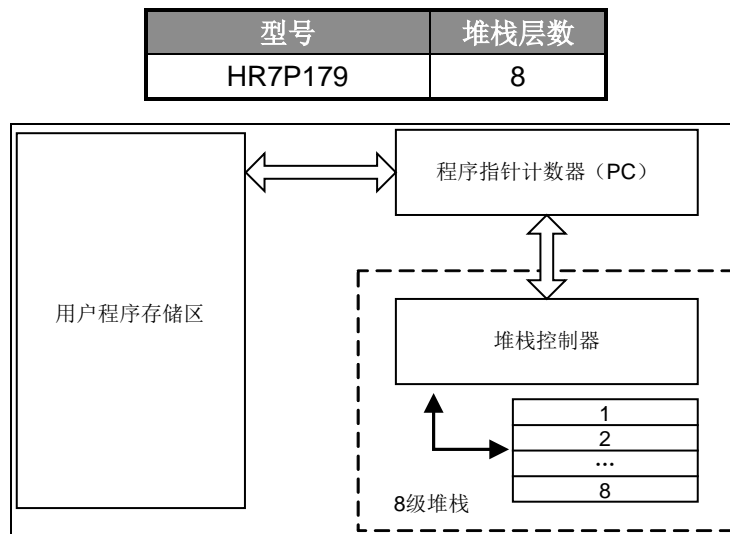 型号 堆栈层数
HR7P179 8
程序指针计数器（PC）
用户程序存储区
堆栈控制器
1
2
...
8
8级堆栈